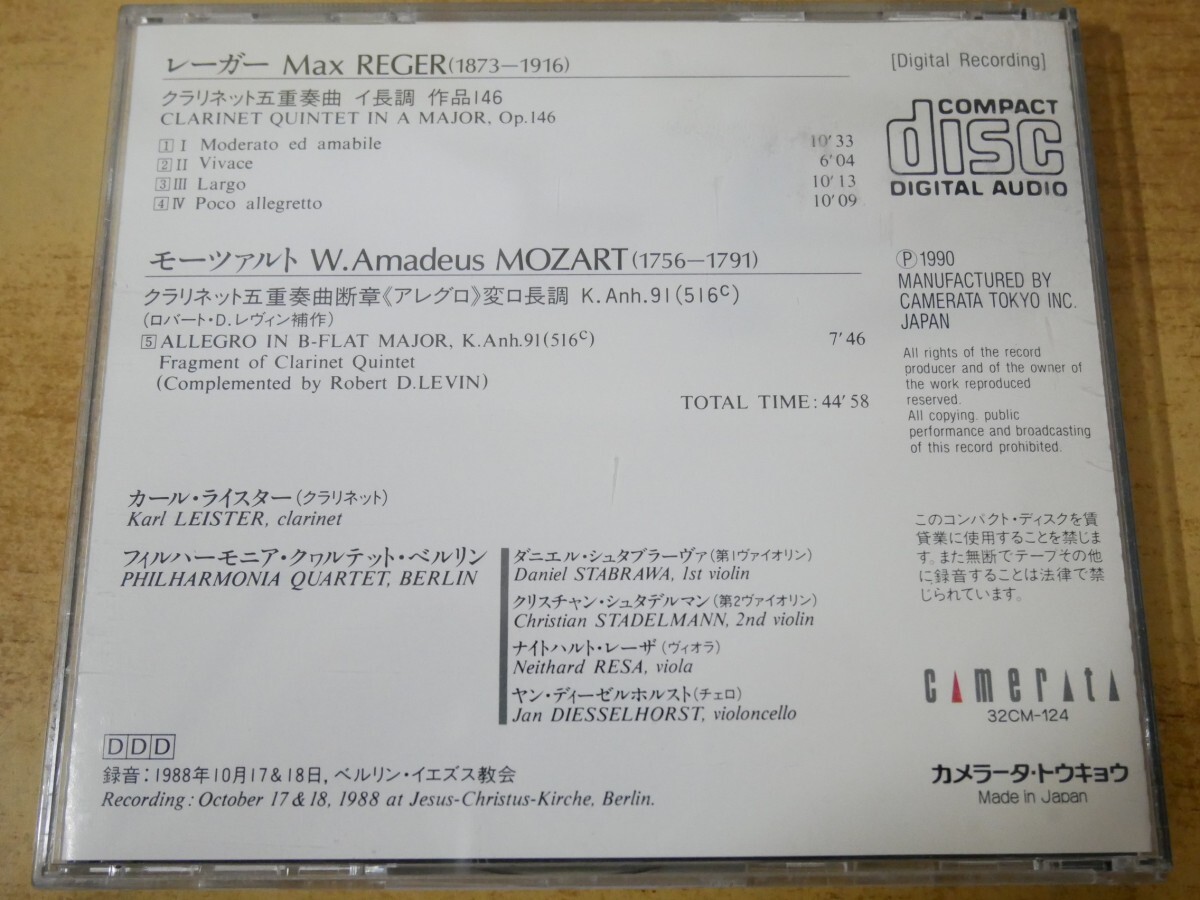 レーガー Max REGER(1873—1916)
クラリネット五重奏曲 イ長調 作品146
CLARINET QUINTET IN A MAJOR, Op.146
1 I Moderato ed amabile 10'33
2 II Vivace 6'04
3 III Largo 10'13
4 IV Poco allegretto 10'09
モーツァルト W.Amadeus MOZART(1756—1791)
クラリネット五重奏曲断章《アレグロ》変ロ長調 K.Anh.91(516c)
(ロバート・D.レヴィン補作)
5 ALLEGRO IN B-FLAT MAJOR, K.Anh.91(516c) 7'46
Fragment of Clarinet Quintet
(Complemented by Robert D.LEVIN)
TOTAL TIME:44'58
カール・ライスター(クラリネット)
Karl LEISTER, clarinet
フィルハーモニア・クヮルテット・ベルリン
PHILHARMONIA QUARTET, BERLIN
ダニエル・シュタブラーヴァ(第1ヴァイオリン)
Daniel STABRAWA, 1st violin
クリスチャン・シュタデルマン(第2ヴァイオリン)
Christian STADELMANN, 2nd violin
ナイトハルト・レーザ(ヴィオラ)
Neithard RESA, viola
ヤン・ディーゼルホルスト(チェロ)
Jan DIESSELHORST, violoncello
DDD
録音:1988年10月17&18日,ベルリン・イエズス教会
Recording: October 17 & 18, 1988 at Jesus-Christus-Kirche, Berlin.
[Digital Recording]
COMPACT
disc
DIGITAL AUDIO
Ⓟ1990
MANUFACTURED BY
CAMERATA TOKYO INC.
JAPAN
All rights of the record
producer and of the owner of
the work reproduced
reserved.
All copying. public
performance and broadcasting
of this record prohibited.
このコンパクト・ディスクを賃
貸業に使用することを禁じま
す。また無断でテープその他
に録音することは法律で禁
じられています。
camerata
32CM-124
カメラータ・トウキョウ
Made in Japan